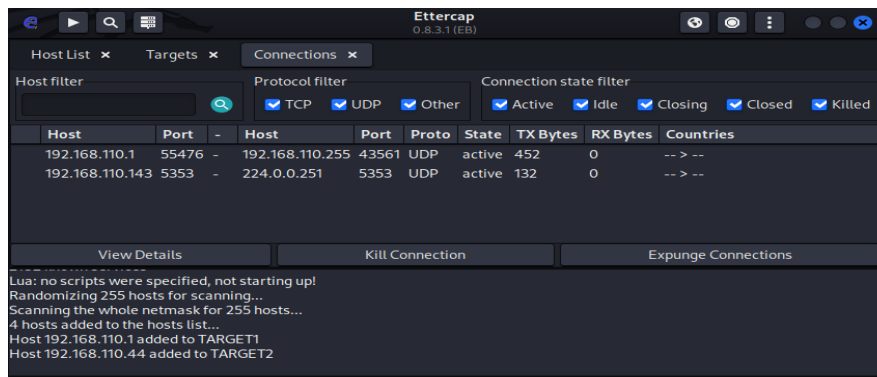 Ettercap
0.8.3.1 (EB)
Host List × Targets × Connections ×
Host filter Protocol filter Connection state filter
TCP UDP Other Active Idle Closing Closed Killed
Host Port - Host Port Proto State TX Bytes RX Bytes Countries
192.168.110.1 55476 - 192.168.110.255 43561 UDP active 452 0 -- > --
192.168.110.143 5353 - 224.0.0.251 5353 UDP active 132 0 -- > --
View Details Kill Connection Expunge Connections
Lua: no scripts were specified, not starting up!
Randomizing 255 hosts for scanning...
Scanning the whole netmask for 255 hosts...
4 hosts added to the hosts list...
Host 192.168.110.1 added to TARGET1
Host 192.168.110.44 added to TARGET2